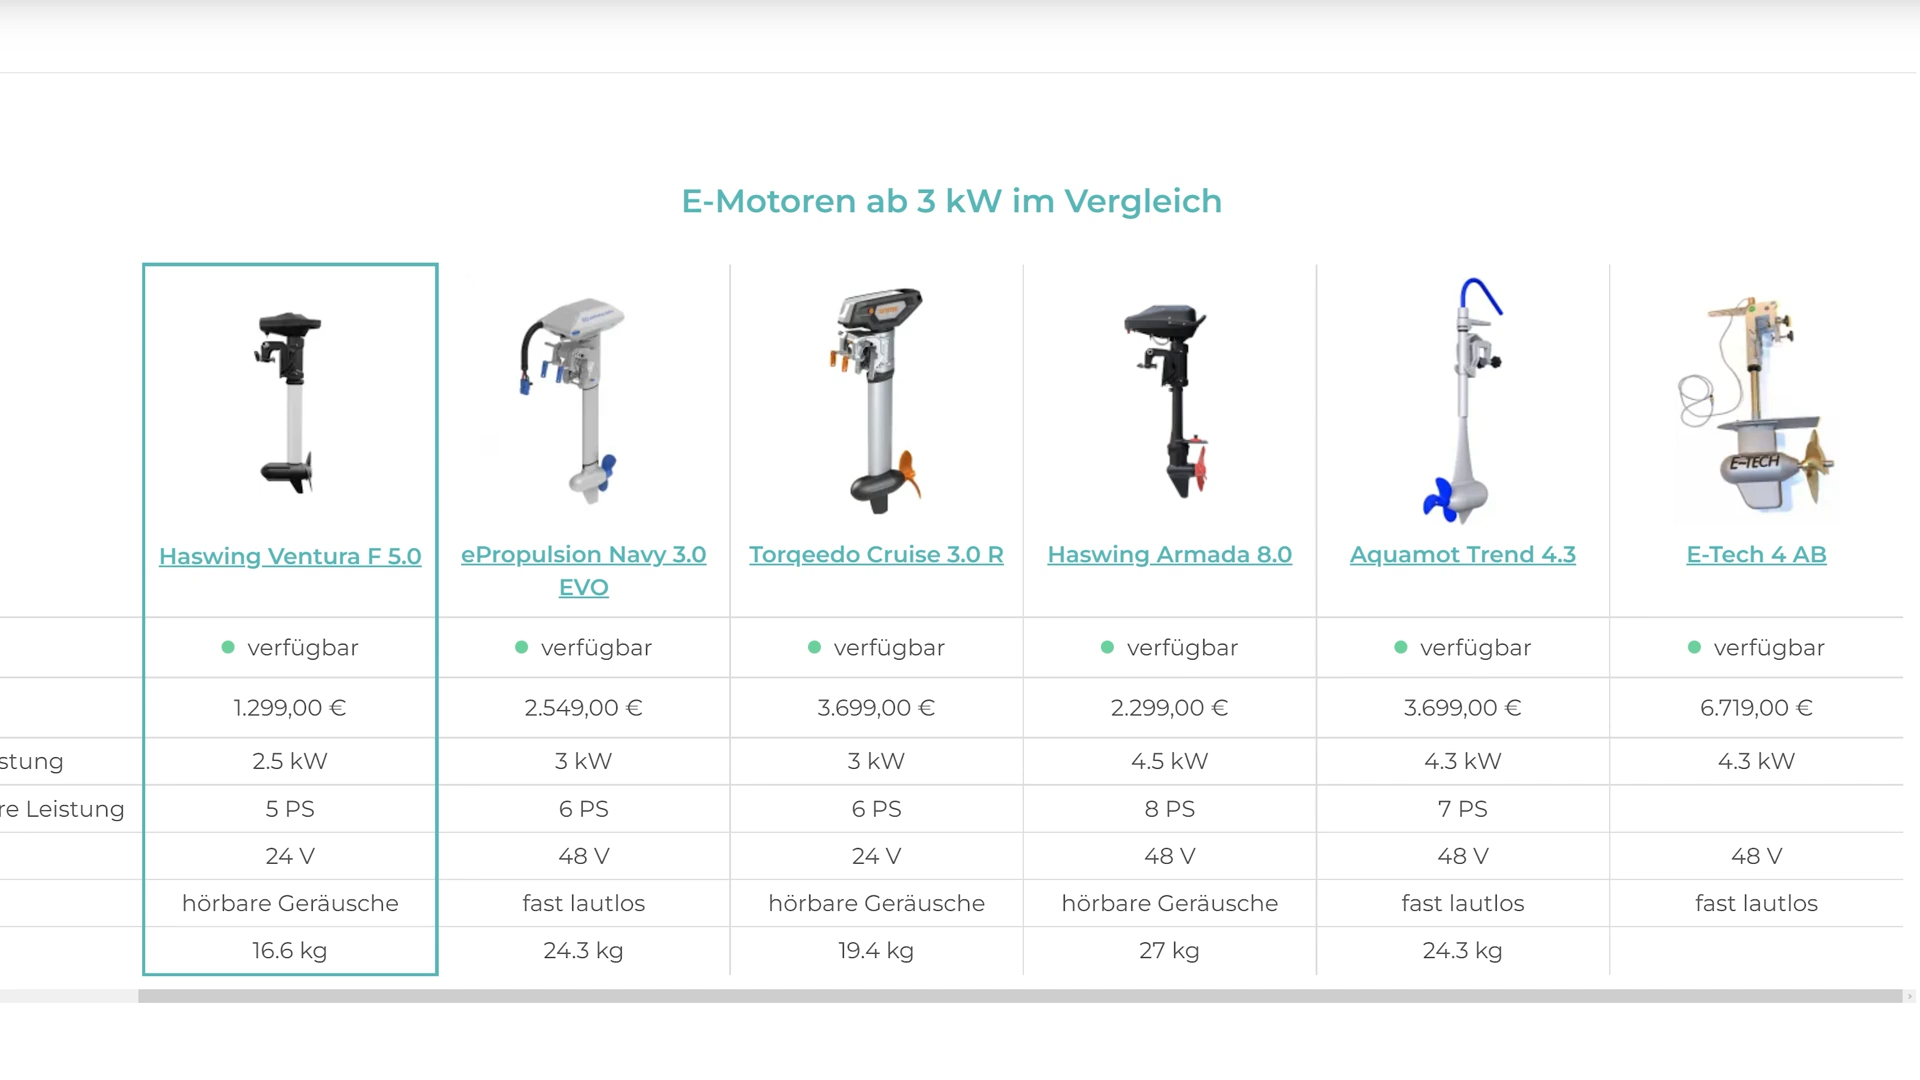 E-Motoren ab 3 kW im Vergleich
E-TECH
Haswing Ventura F 5.0
ePropulsion Navy 3.0
EVO
Torqeedo Cruise 3.0 R
Haswing Armada 8.0
Aquamot Trend 4.3
E-Tech 4 AB
verfügbar verfügbar verfügbar verfügbar verfügbar verfügbar
1.299,00 € 2.549,00 € 3.699,00 € 2.299,00 € 3.699,00 € 6.719,00 €
stung 2.5 kW 3 kW 3 kW 4.5 kW 4.3 kW 4.3 kW
re Leistung 5 PS 6 PS 6 PS 8 PS 7 PS
24 V 48 V 24 V 48 V 48 V 48 V
hörbare Geräusche fast lautlos hörbare Geräusche hörbare Geräusche fast lautlos fast lautlos
16.6 kg 24.3 kg 19.4 kg 27 kg 24.3 kg